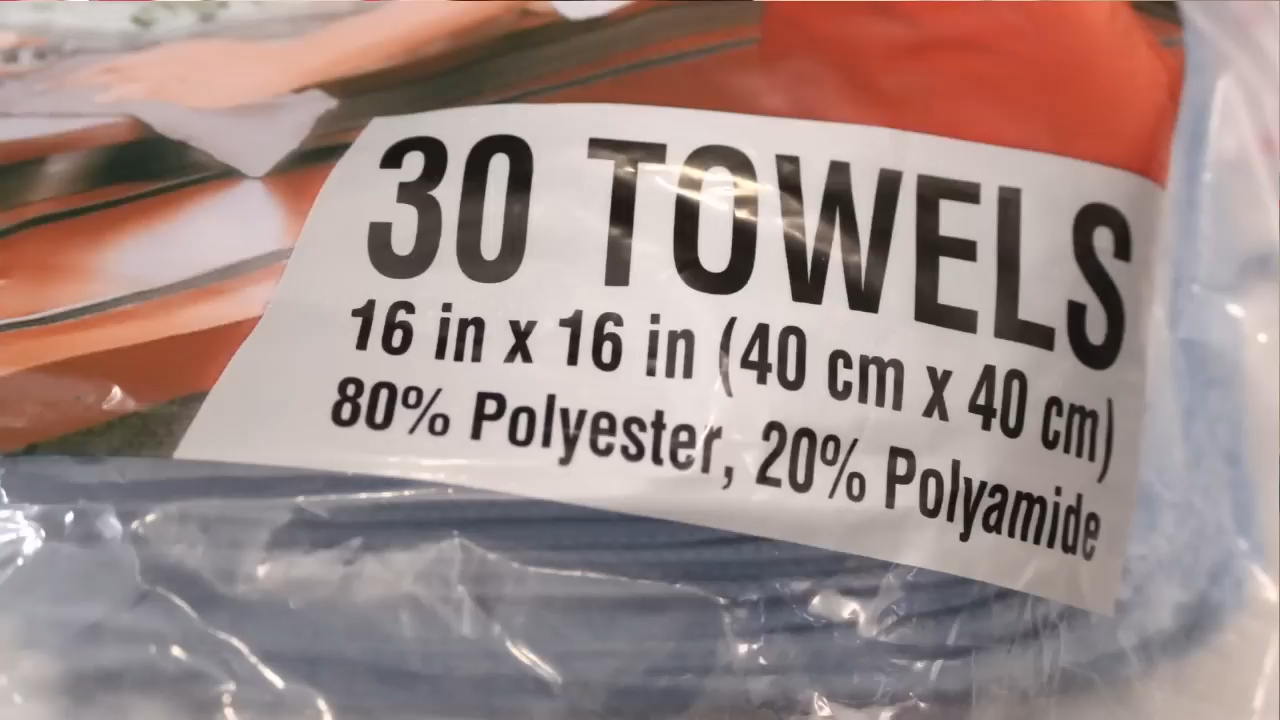 30 TOWELS
16 in x 16 in (40 cm x 40 cm)
80% Polyester, 20% Polyamide